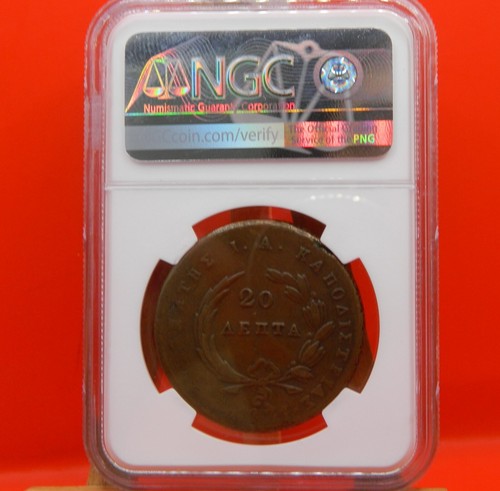 NGC
Numismatic Guaranty Corporation
NGCcoin.com/verify
The Official Grading
Service of the PNG
Ι. Α. ΚΑΠΟΔΙΣΤΡΙΑΣ
20
ΛΕΠΤΑ